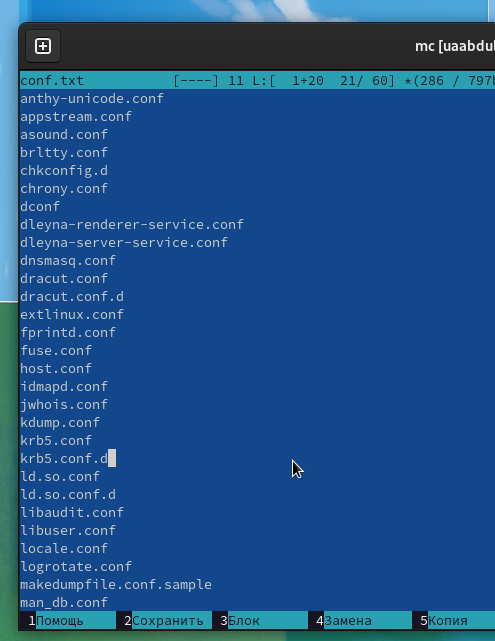 mc [uaabdul
conf.txt [----] 11 L:[ 1+20 21/ 60] *(286 / 797b
anthy-unicode.conf
appstream.conf
asound.conf
brltty.conf
chkconfig.d
chrony.conf
dconf
dleyna-renderer-service.conf
dleyna-server-service.conf
dnsmasq.conf
dracut.conf
dracut.conf.d
extlinux.conf
fprintd.conf
fuse.conf
host.conf
idmapd.conf
jwhois.conf
kdump.conf
krb5.conf
krb5.conf.d
ld.so.conf
ld.so.conf.d
libaudit.conf
libuser.conf
locale.conf
logrotate.conf
makedumpfile.conf.sample
man_db.conf
1Помощь 2Сохранить 3Блок 4Замена 5Копия